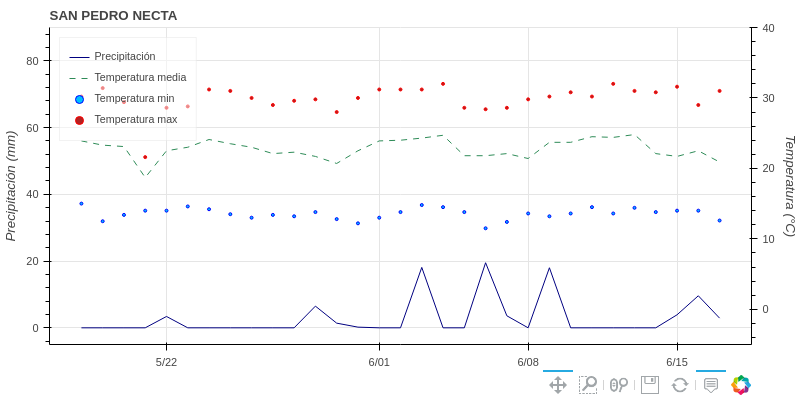 SAN PEDRO NECTA
Precipitación
Temperatura media
Temperatura min
Temperatura max
Precipitación (mm)
80
60
40
20
0
Temperatura (°C)
40
30
20
10
0
5/22
6/01
6/08
6/15